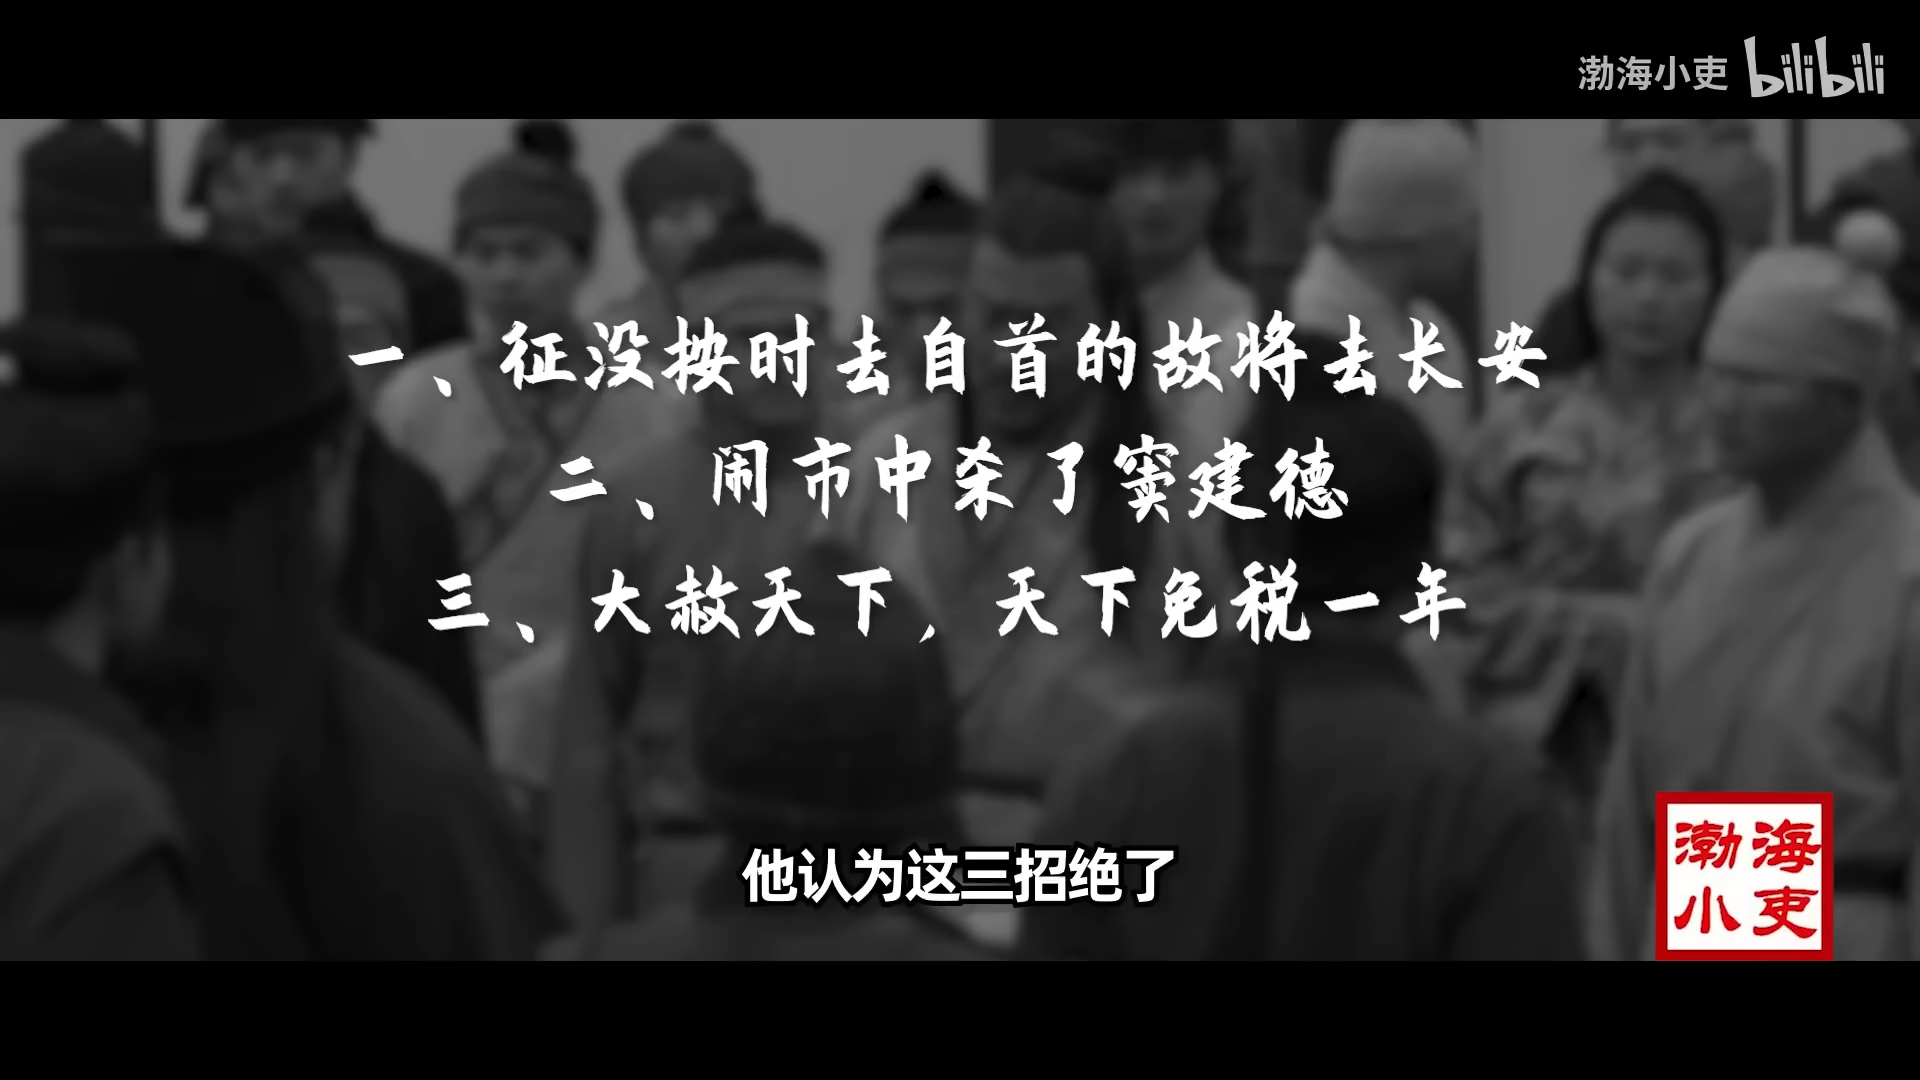 渤海小吏 bilibili
一、征没按时去自首的故将去长安
二、闹市中杀了窦建德
三、大赦天下，天下免税一年
他认为这三招绝了
渤海
小吏